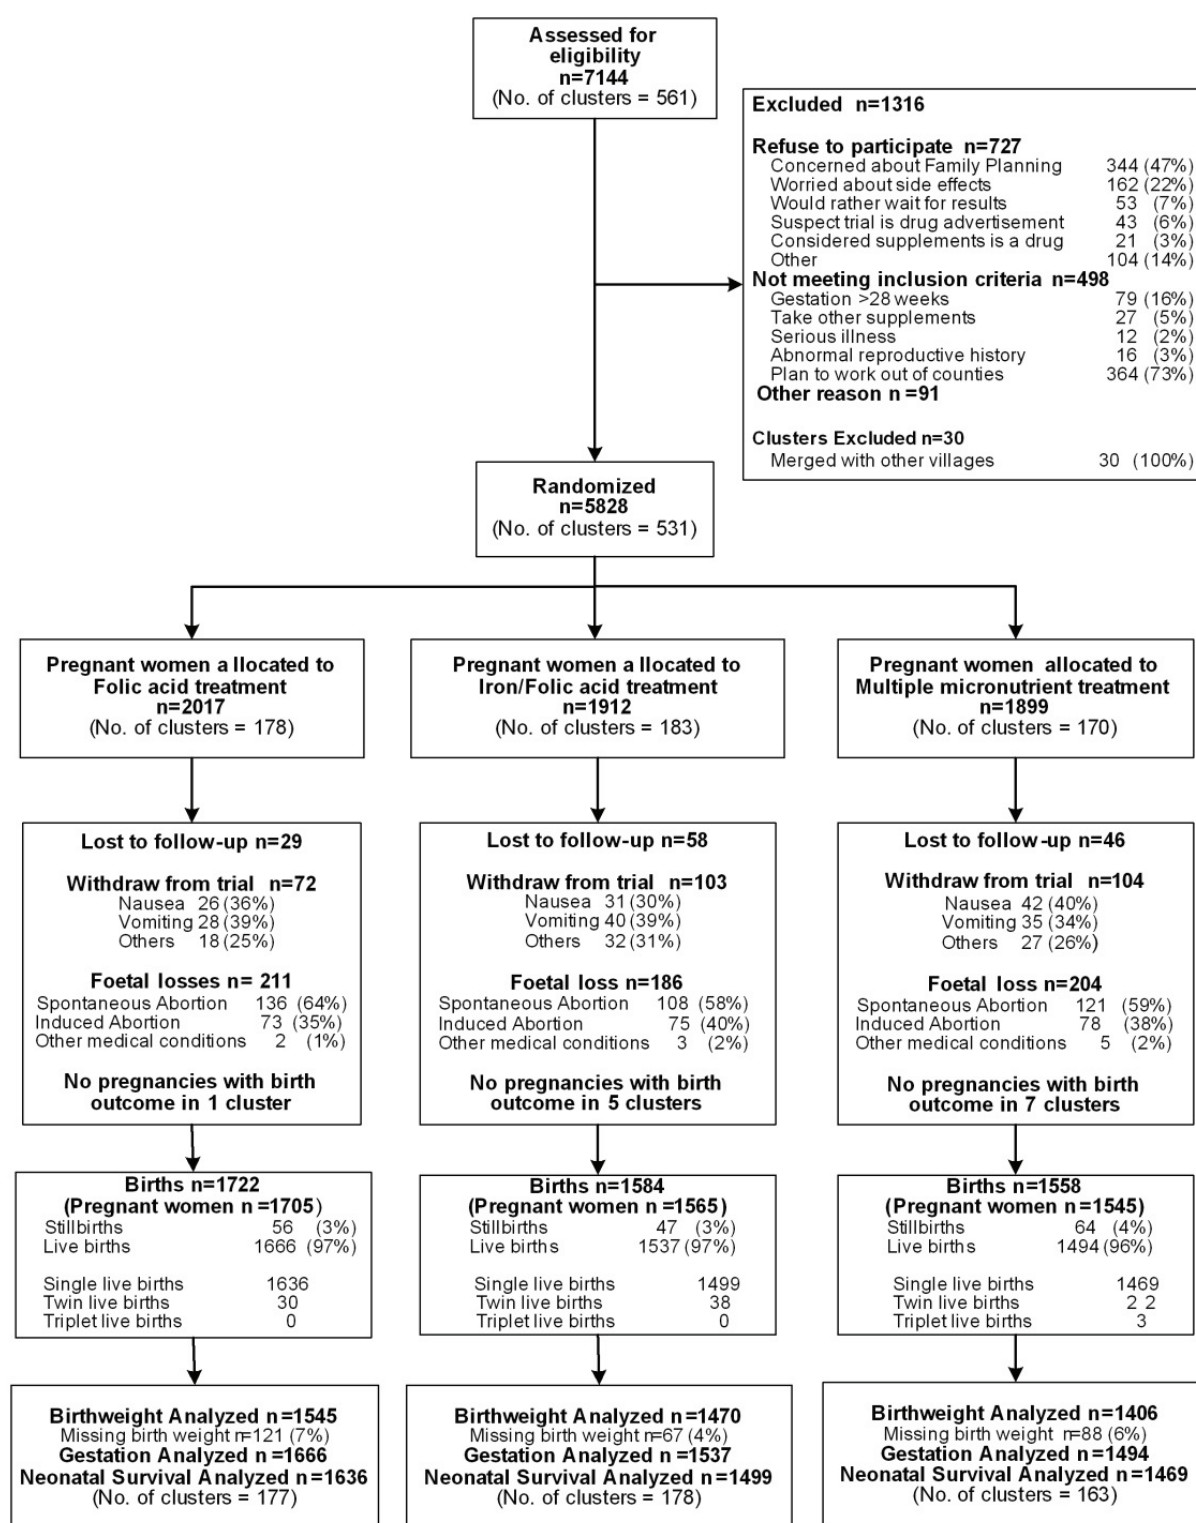 Assessed for
eligibility
n=7144
(No. of clusters = 561)
Excluded n=1316
Refuse to participate n=727
Concerned about Family Planning 344 (47%)
Worried about side effects 162 (22%)
Would rather wait for results 53 (7%)
Suspect trial is drug advertisement 43 (6%)
Considered supplements is a drug 21 (3%)
Other 104 (14%)
Not meeting inclusion criteria n=498
Gestation >28 weeks 79 (16%)
Take other supplements 27 (5%)
Serious illness 12 (2%)
Abnormal reproductive history 16 (3%)
Plan to work out of counties 364 (73%)
Other reason n =91
Clusters Excluded n=30
Merged with other villages 30 (100%)
Randomized
n=5828
(No. of clusters = 531)
Pregnant women a llocated to
Folic acid treatment
n=2017
(No. of clusters = 178)
Pregnant women a llocated to
Iron/Folic acid treatment
n=1912
(No. of clusters = 183)
Pregnant women allocated to
Multiple micronutrient treatment
n=1899
(No. of clusters = 170)
Lost to follow-up n=29
Withdraw from trial n=72
Nausea 26 (36%)
Vomiting 28 (39%)
Others 18 (25%)
Foetal losses n= 211
Spontaneous Abortion 136 (64%)
Induced Abortion 73 (35%)
Other medical conditions 2 (1%)
No pregnancies with birth
outcome in 1 cluster
Lost to follow-up n=58
Withdraw from trial n=103
Nausea 31 (30%)
Vomiting 40 (39%)
Others 32 (31%)
Foetal loss n=186
Spontaneous Abortion 108 (58%)
Induced Abortion 75 (40%)
Other medical conditions 3 (2%)
No pregnancies with birth
outcome in 5 clusters
Lost to follow-up n=46
Withdraw from trial n=104
Nausea 42 (40%)
Vomiting 35 (34%)
Others 27 (26%)
Foetal loss n=204
Spontaneous Abortion 121 (59%)
Induced Abortion 78 (38%)
Other medical conditions 5 (2%)
No pregnancies with birth
outcome in 7 clusters
Births n=1722
(Pregnant women n =1705)
Stillbirths 56 (3%)
Live births 1666 (97%)
Single live births 1636
Twin live births 30
Triplet live births 0
Births n=1584
(Pregnant women n=1565)
Stillbirths 47 (3%)
Live births 1537 (97%)
Single live births 1499
Twin live births 38
Triplet live births 0
Births n=1558
(Pregnant women n=1545)
Stillbirths 64 (4%)
Live births 1494 (96%)
Single live births 1469
Twin live births 2 2
Triplet live births 3
Birthweight Analyzed n=1545
Missing birth weight n=121 (7%)
Gestation Analyzed n=1666
Neonatal Survival Analyzed n=1636
(No. of clusters = 177)
Birthweight Analyzed n=1470
Missing birth weight n=67 (4%)
Gestation Analyzed n=1537
Neonatal Survival Analyzed n=1499
(No. of clusters = 178)
Birthweight Analyzed n=1406
Missing birth weight n=88 (6%)
Gestation Analyzed n=1494
Neonatal Survival Analyzed n=1469
(No. of clusters = 163)